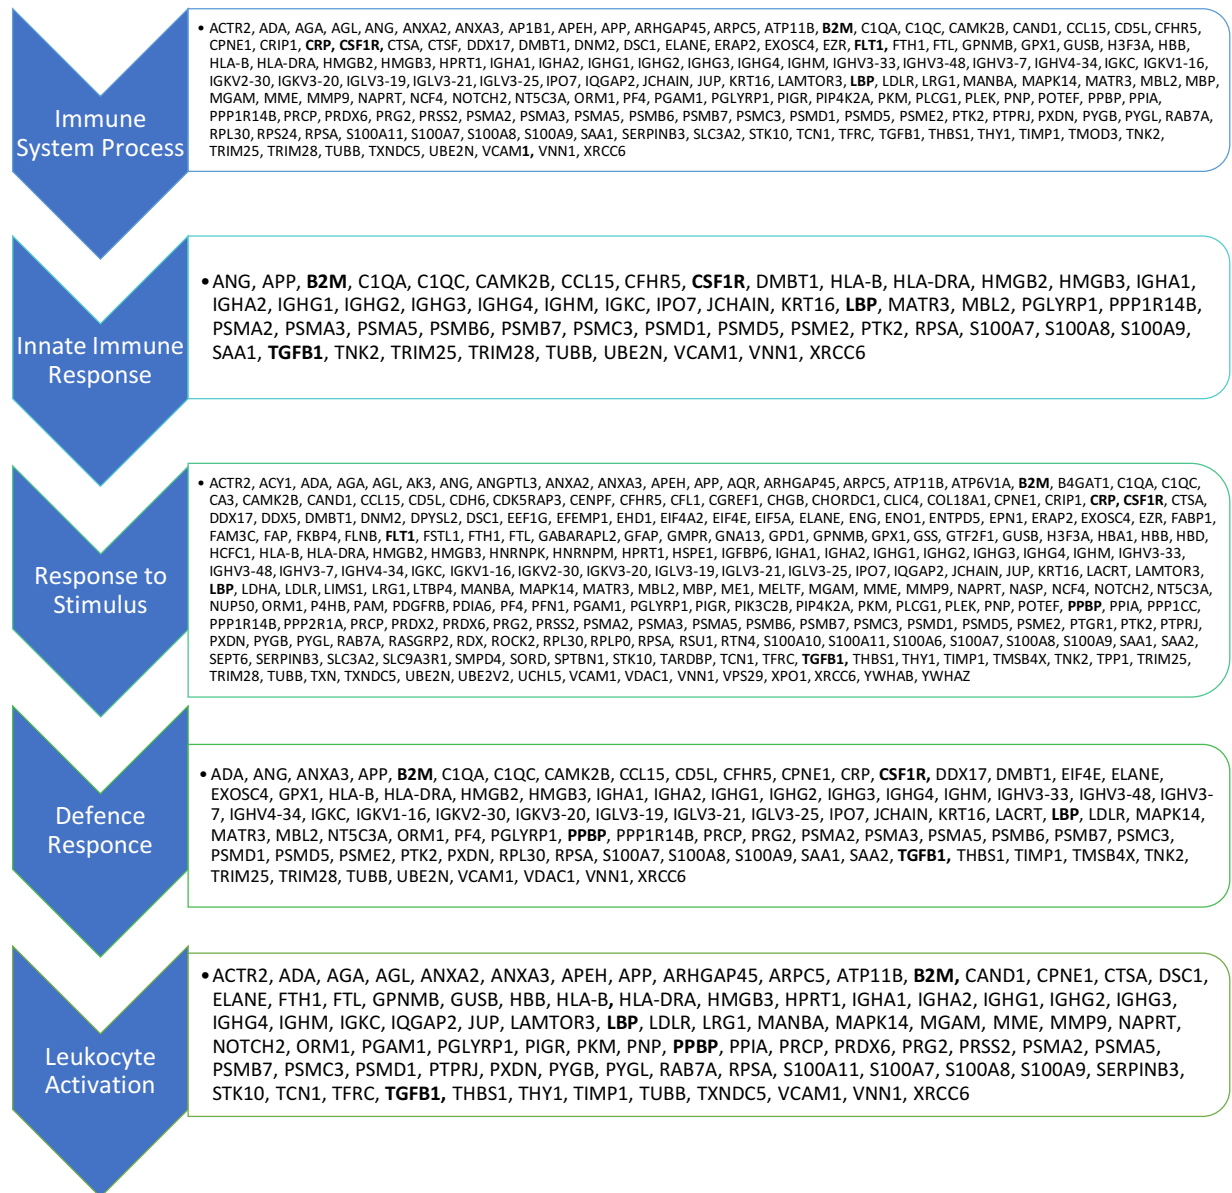 Immune
System Process
• ACTR2, ADA, AGA, AGL, ANG, ANXA2, ANXA3, AP1B1, APEH, APP, ARHGAP45, ARPC5, ATP11B, B2M, C1QA, C1QC, CAMK2B, CAND1, CCL15, CD5L, CFHR5,
CPNE1, CRIP1, CRP, CSF1R, CTSA, CTSF, DDX17, DMBT1, DNM2, DSC1, ELANE, ERAP2, EXOSC4, EZR, FLT1, FTH1, FTL, GPNMB, GPX1, GUSB, H3F3A, HBB,
HLA-B, HLA-DRA, HMGB2, HMGB3, HPRT1, IGHA1, IGHA2, IGHG1, IGHG2, IGHG3, IGHG4, IGHM, IGHV3-33, IGHV3-48, IGHV3-7, IGHV4-34, IGKC, IGKV1-16,
IGKV2-30, IGKV3-20, IGLV3-19, IGLV3-21, IGLV3-25, IPO7, IQGAP2, JCHAIN, JUP, KRT16, LAMTOR3, LBP, LDLR, LRG1, MANBA, MAPK14, MATR3, MBL2, MBP,
MGAM, MME, MMP9, NAPRT, NCF4, NOTCH2, NT5C3A, ORM1, PF4, PGAM1, PGLYRP1, PIGR, PIP4K2A, PKM, PLCG1, PLEK, PNP, POTEF, PPBP, PPIA,
PPP1R14B, PRCP, PRDX6, PRG2, PRSS2, PSMA2, PSMA3, PSMA5, PSMB6, PSMB7, PSMC3, PSMD1, PSMD5, PSME2, PTK2, PTPRJ, PXDN, PYGB, PYGL, RAB7A,
RPL30, RPS24, RPSA, S100A11, S100A7, S100A8, S100A9, SAA1, SERPINB3, SLC3A2, STK10, TCN1, TFRC, TGFB1, THBS1, THY1, TIMP1, TMOD3, TNK2,
TRIM25, TRIM28, TUBB, TXNDC5, UBE2N, VCAM1, VNN1, XRCC6
Innate Immune
Response
• ANG, APP, B2M, C1QA, C1QC, CAMK2B, CCL15, CFHR5, CSF1R, DMBT1, HLA-B, HLA-DRA, HMGB2, HMGB3, IGHA1,
IGHA2, IGHG1, IGHG2, IGHG3, IGHG4, IGHM, IGKC, IPO7, JCHAIN, KRT16, LBP, MATR3, MBL2, PGLYRP1, PPP1R14B,
PSMA2, PSMA3, PSMA5, PSMB6, PSMB7, PSMC3, PSMD1, PSMD5, PSME2, PTK2, RPSA, S100A7, S100A8, S100A9,
SAA1, TGFB1, TNK2, TRIM25, TRIM28, TUBB, UBE2N, VCAM1, VNN1, XRCC6
Response to
Stimulus
• ACTR2, ACY1, ADA, AGA, AGL, AK3, ANG, ANGPTL3, ANXA2, ANXA3, APEH, APP, AQR, ARHGAP45, ARPC5, ATP11B, ATP6V1A, B2M, B4GAT1, C1QA, C1QC,
CA3, CAMK2B, CAND1, CCL15, CD5L, CDH6, CDK5RAP3, CENPF, CFHR5, CFL1, CGREF1, CHGB, CHORDC1, CLIC4, COL18A1, CPNE1, CRIP1, CRP, CSF1R, CTSA,
DDX17, DDX5, DMBT1, DNM2, DPYSL2, DSC1, EEF1G, EFEMP1, EHD1, EIF4A2, EIF4E, EIF5A, ELANE, ENG, ENO1, ENTPD5, EPN1, ERAP2, EXOSC4, EZR, FABP1,
FAM3C, FAP, FKBP4, FLNB, FLT1, FSTL1, FTH1, FTL, GABARAPL2, GFAP, GMPR, GNA13, GPD1, GPNMB, GPX1, GSS, GTF2F1, GUSB, H3F3A, HBA1, HBB, HBD,
HCFC1, HLA-B, HLA-DRA, HMGB2, HMGB3, HNRNPK, HNRNPM, HPRT1, HSPE1, IGFBP6, IGHA1, IGHA2, IGHG1, IGHG2, IGHG3, IGHG4, IGHM, IGHV3-33,
IGHV3-48, IGHV3-7, IGHV4-34, IGKC, IGKV1-16, IGKV2-30, IGKV3-20, IGLV3-19, IGLV3-21, IGLV3-25, IPO7, IQGAP2, JCHAIN, JUP, KRT16, LACRT, LAMTOR3,
LBP, LDHA, LDLR, LIMS1, LRG1, LTBP4, MANBA, MAPK14, MATR3, MBL2, MBP, ME1, MELTF, MGAM, MME, MMP9, NAPRT, NASP, NCF4, NOTCH2, NT5C3A,
NUP50, ORM1, P4HB, PAM, PDGFRB, PDIA6, PF4, PFN1, PGAM1, PGLYRP1, PIGR, PIK3C2B, PIP4K2A, PKM, PLCG1, PLEK, PNP, POTEF, PPBP, PPIA, PPP1CC,
PPP1R14B, PPP2R1A, PRCP, PRDX2, PRDX6, PRG2, PRSS2, PSMA2, PSMA3, PSMA5, PSMB6, PSMB7, PSMC3, PSMD1, PSMD5, PSME2, PTGR1, PTK2, PTPRJ,
PXDN, PYGB, PYGL, RAB7A, RASGRP2, RDX, ROCK2, RPL30, RPLP0, RPSA, RSU1, RTN4, S100A10, S100A11, S100A6, S100A7, S100A8, S100A9, SAA1, SAA2,
SEPT6, SERPINB3, SLC3A2, SLC9A3R1, SMPD4, SORD, SPTBN1, STK10, TARDBP, TCN1, TFRC, TGFB1, THBS1, THY1, TIMP1, TMSB4X, TNK2, TPP1, TRIM25,
TRIM28, TUBB, TXN, TXNDC5, UBE2N, UBE2V2, UCHL5, VCAM1, VDAC1, VNN1, VPS29, XPO1, XRCC6, YWHAB, YWHAZ
Defence
Responce
• ADA, ANG, ANXA3, APP, B2M, C1QA, C1QC, CAMK2B, CCL15, CD5L, CFHR5, CPNE1, CRP, CSF1R, DDX17, DMBT1, EIF4E, ELANE,
EXOSC4, GPX1, HLA-B, HLA-DRA, HMGB2, HMGB3, IGHA1, IGHA2, IGHG1, IGHG2, IGHG3, IGHG4, IGHM, IGHV3-33, IGHV3-48, IGHV3-
7, IGHV4-34, IGKC, IGKV1-16, IGKV2-30, IGKV3-20, IGLV3-19, IGLV3-21, IGLV3-25, IPO7, JCHAIN, KRT16, LACRT, LBP, LDLR, MAPK14,
MATR3, MBL2, NT5C3A, ORM1, PF4, PGLYRP1, PPBP, PPP1R14B, PRCP, PRG2, PSMA2, PSMA3, PSMA5, PSMB6, PSMB7, PSMC3,
PSMD1, PSMD5, PSME2, PTK2, PXDN, RPL30, RPSA, S100A7, S100A8, S100A9, SAA1, SAA2, TGFB1, THBS1, TIMP1, TMSB4X, TNK2,
TRIM25, TRIM28, TUBB, UBE2N, VCAM1, VDAC1, VNN1, XRCC6
Leukocyte
Activation
• ACTR2, ADA, AGA, AGL, ANXA2, ANXA3, APEH, APP, ARHGAP45, ARPC5, ATP11B, B2M, CAND1, CPNE1, CTSA, DSC1,
ELANE, FTH1, FTL, GPNMB, GUSB, HBB, HLA-B, HLA-DRA, HMGB3, HPRT1, IGHA1, IGHA2, IGHG1, IGHG2, IGHG3,
IGHG4, IGHM, IGKC, IQGAP2, JUP, LAMTOR3, LBP, LDLR, LRG1, MANBA, MAPK14, MGAM, MME, MMP9, NAPRT,
NOTCH2, ORM1, PGAM1, PGLYRP1, PIGR, PKM, PNP, PPBP, PPIA, PRCP, PRDX6, PRG2, PRSS2, PSMA2, PSMA5,
PSMB7, PSMC3, PSMD1, PTPRJ, PXDN, PYGB, PYGL, RAB7A, RPSA, S100A11, S100A7, S100A8, S100A9, SERPINB3,
STK10, TCN1, TFRC, TGFB1, THBS1, THY1, TIMP1, TUBB, TXNDC5, VCAM1, VNN1, XRCC6